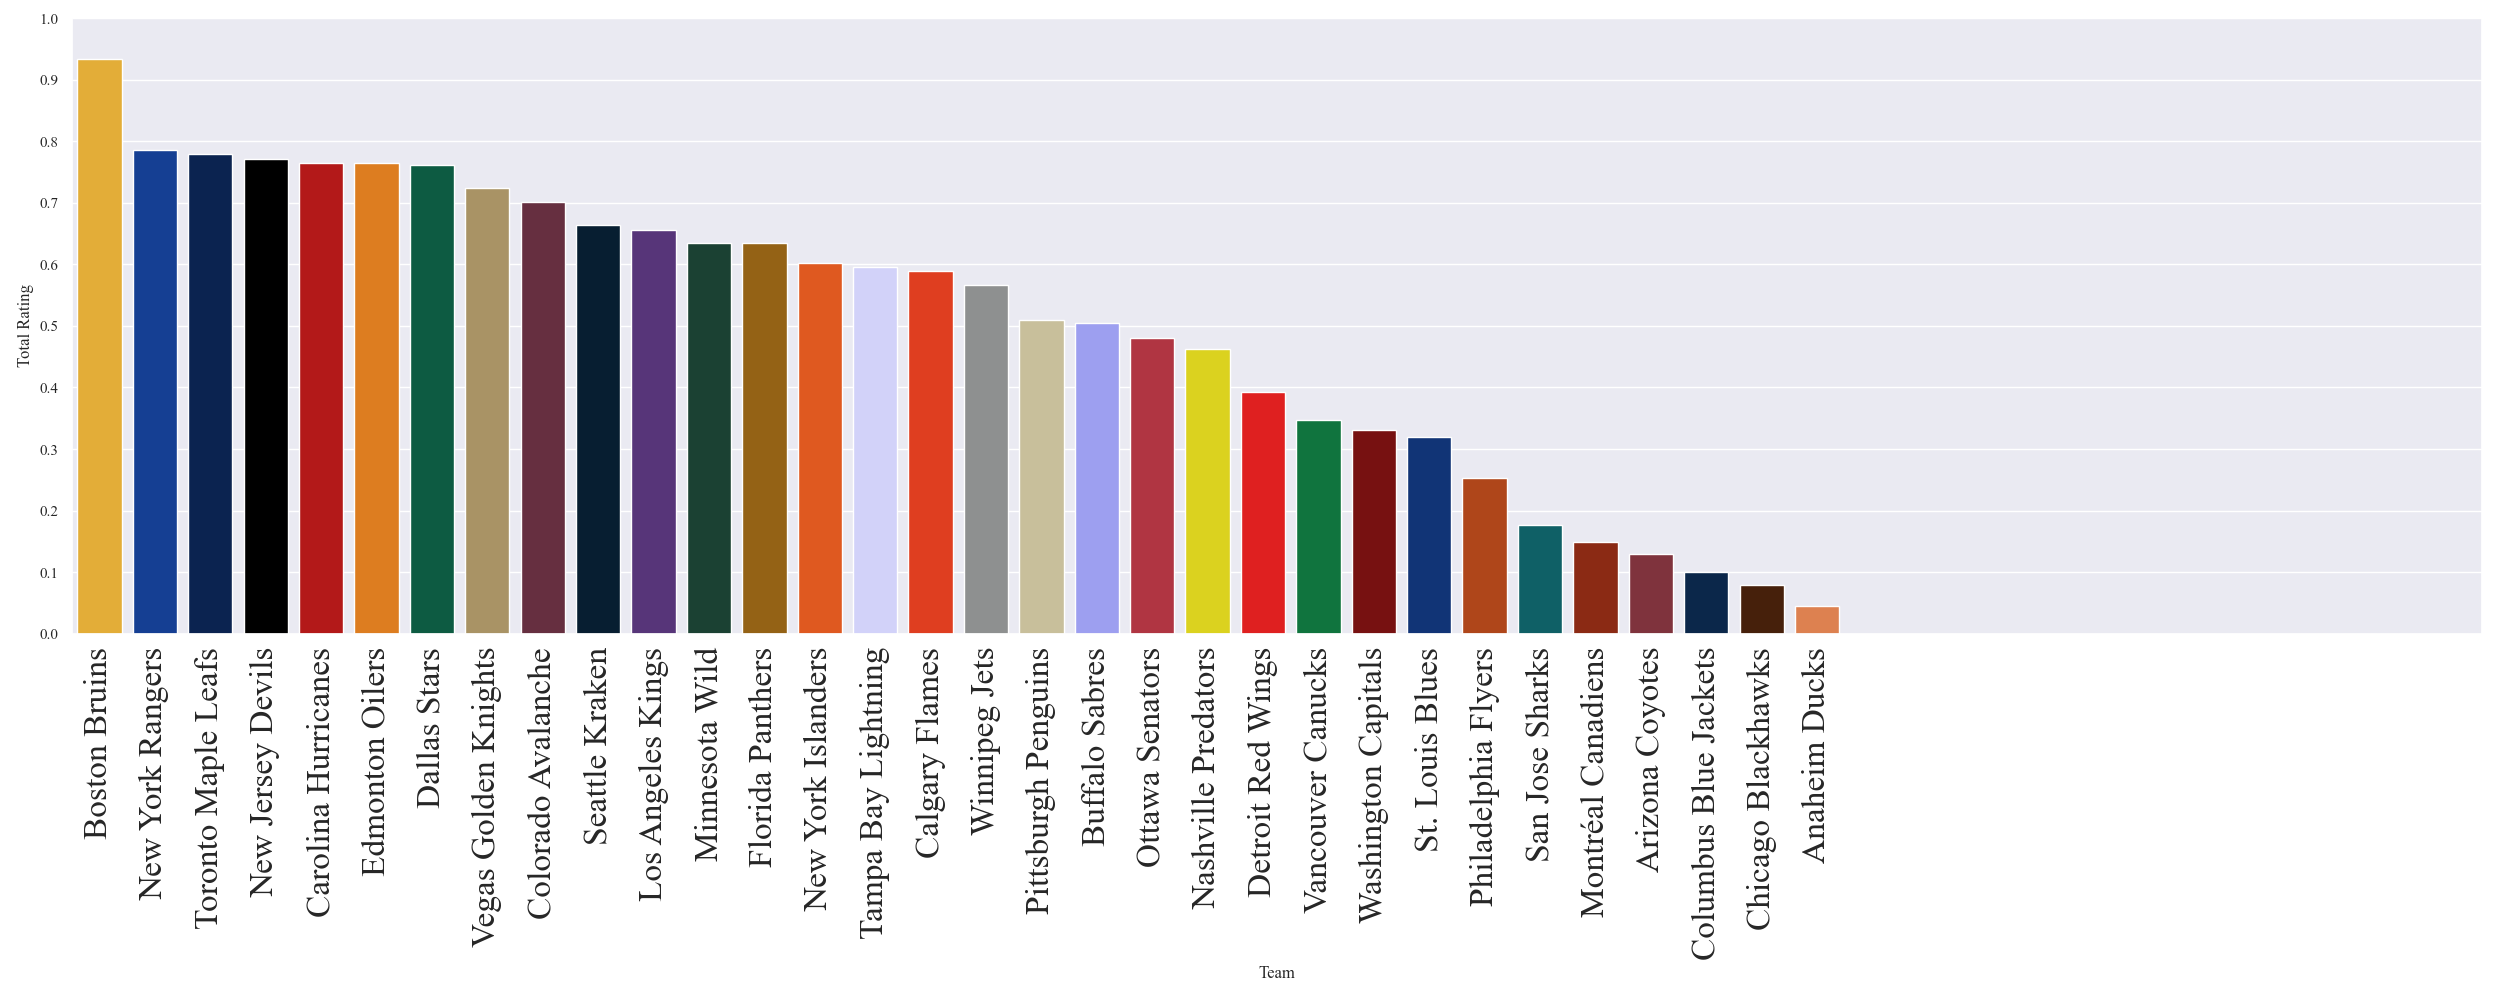 1.0
0.9
0.8
0.7
0.6
0.5
0.4
0.3
0.2
0.1
0.0
Total Rating
Boston Bruins
New York Rangers
Toronto Maple Leafs
New Jersey Devils
Carolina Hurricanes
Edmonton Oilers
Dallas Stars
Vegas Golden Knights
Colorado Avalanche
Seattle Kraken
Los Angeles Kings
Minnesota Wild
Florida Panthers
New York Islanders
Tampa Bay Lightning
Calgary Flames
Winnipeg Jets
Pittsburgh Penguins
Buffalo Sabres
Ottawa Senators
Nashville Predators
Detroit Red Wings
Vancouver Canucks
Washington Capitals
St. Louis Blues
Philadelphia Flyers
San Jose Sharks
Montréal Canadiens
Arizona Coyotes
Columbus Blue Jackets
Chicago Blackhawks
Anaheim Ducks
Team